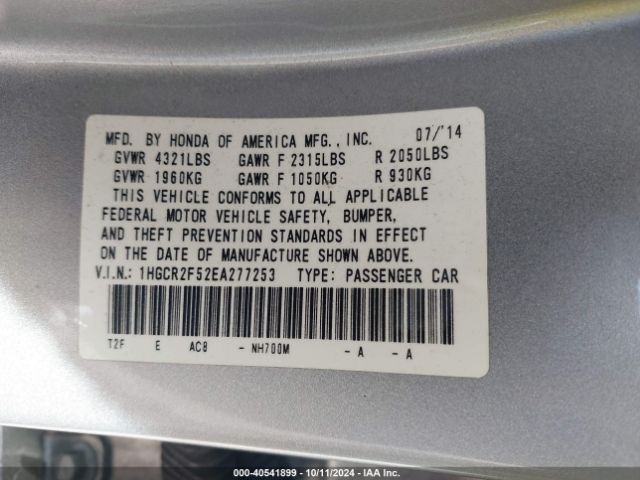 MFD. BY HONDA OF AMERICA MFG., INC. 07/'14
GVWR 4321LBS GAWR F 2315LBS R 2050LBS
GVWR 1960KG GAWR F 1050KG R 930KG
THIS VEHICLE CONFORMS TO ALL APPLICABLE
FEDERAL MOTOR VEHICLE SAFETY, BUMPER,
AND THEFT PREVENTION STANDARDS IN EFFECT
ON THE DATE OF MANUFACTURE SHOWN ABOVE.
V.I.N.: 1HGCR2F52EA277253 TYPE: PASSENGER CAR
T2F E AC8 - NH700M - A - A
000-40541899 - 10/11/2024 - IAA Inc.